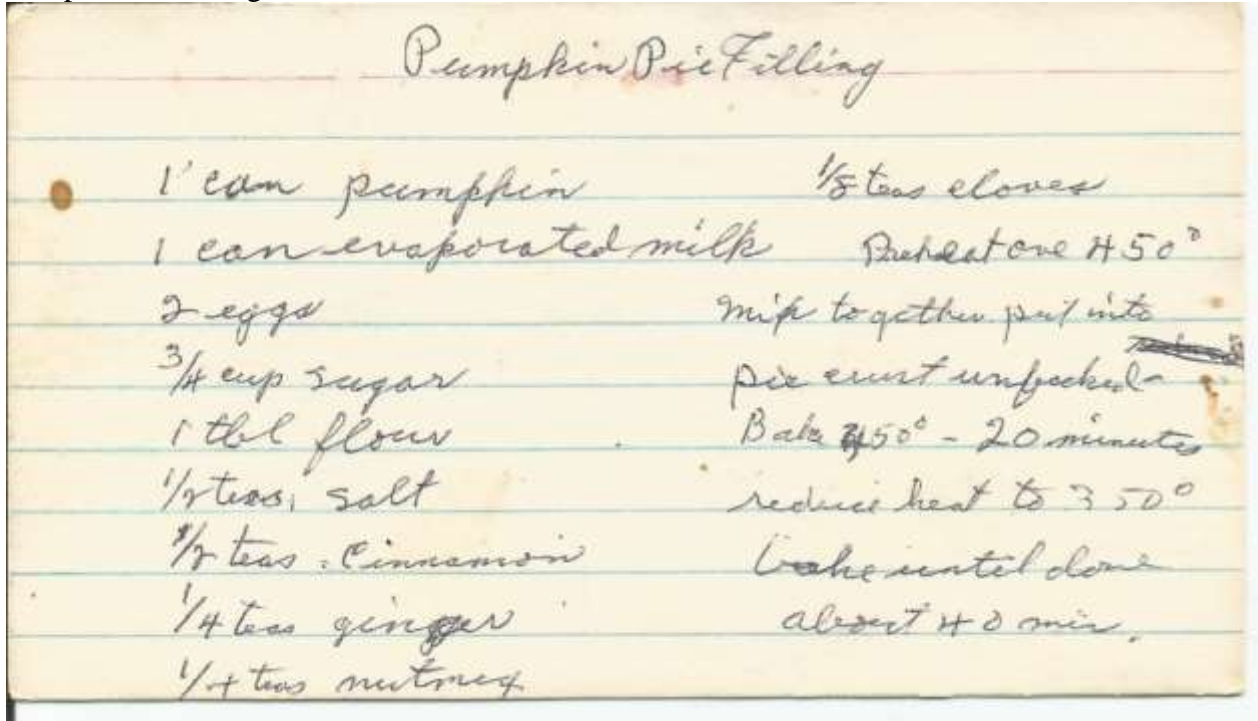 Pumpkin Pie Filling
1 can pumpkin
1 can evaporated milk
2 eggs
3/4 cup sugar
1 tbl flour
1/2 teas. salt
1/2 teas. Cinnamon
1/4 teas ginger
1/4 teas nutmeg
1/8 teas cloves
Preheat ove 450°
mix together put into
pie crust unbaked-
Bake 450° - 20 minutes
reduce heat to 350°
bake until done
about 40 min.